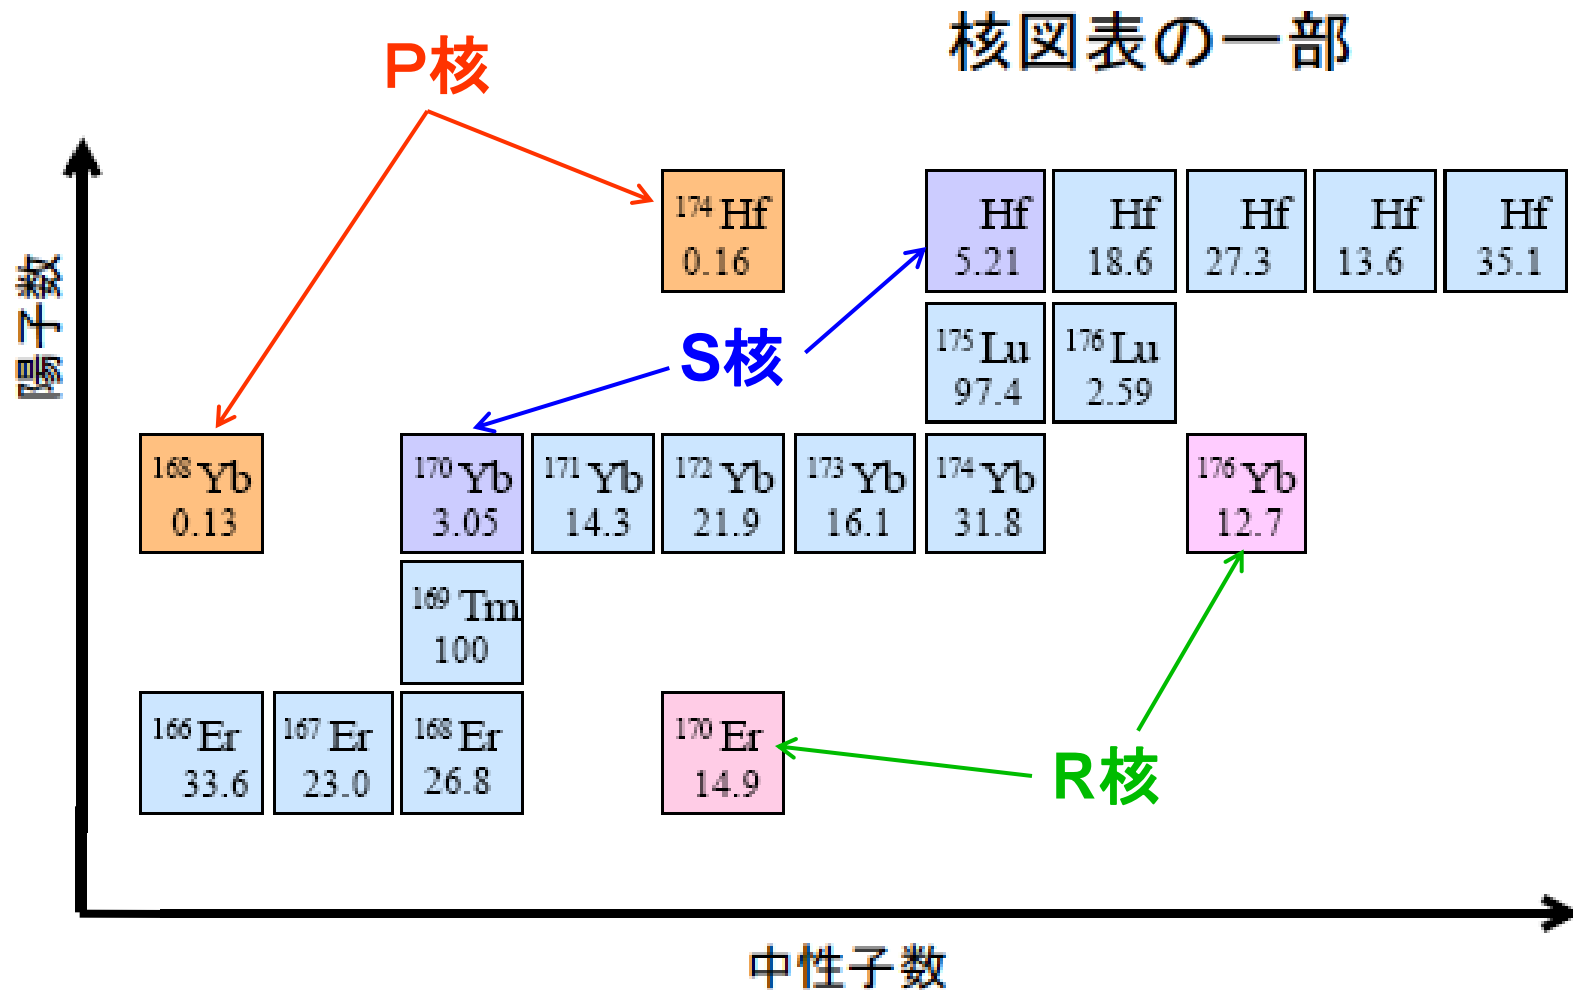 核図表の一部
P核
陽子数
174 Hf
0.16
Hf
5.21
Hf
18.6
Hf
27.3
Hf
13.6
Hf
35.1
S核
175 Lu
97.4
176 Lu
2.59
168 Yb
0.13
170 Yb
3.05
171 Yb
14.3
172 Yb
21.9
173 Yb
16.1
174 Yb
31.8
176 Yb
12.7
169 Tm
100
166 Er
33.6
167 Er
23.0
168 Er
26.8
170 Er
14.9
R核
中性子数